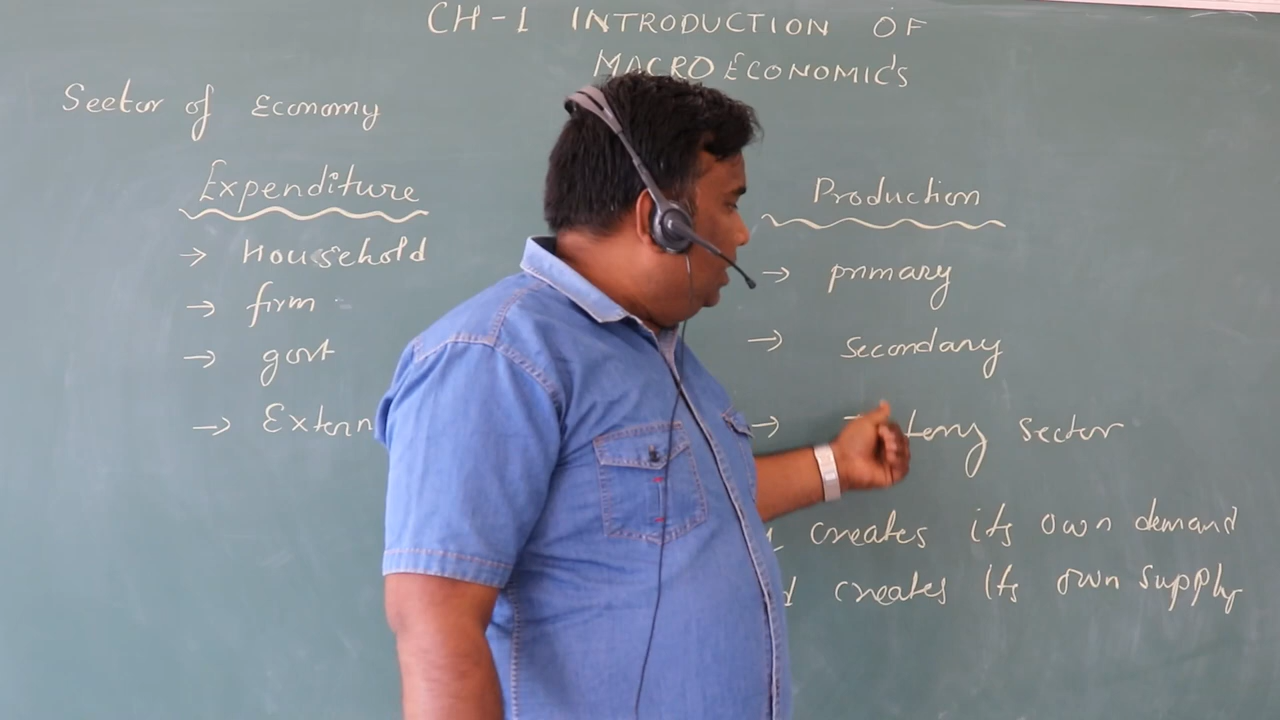 CH-1 INTRODUCTION OF
MACRO ECONOMICS
Sector of Economy
Expenditure
→ Household
→ firm
→ govt
→ Extern
Production
→ primary
→ secondary
→ sector
creates its own demand
creates its own supply